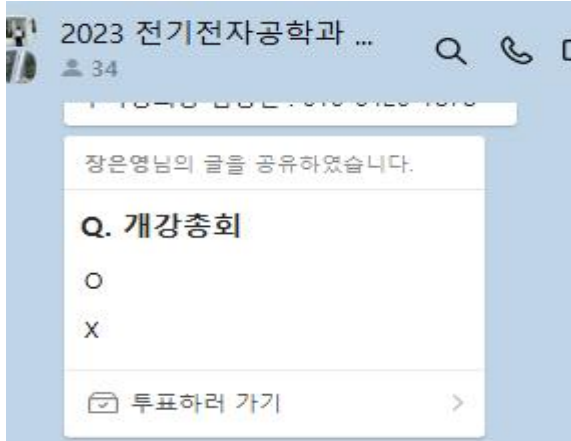 2023 전기전자공학과 ...
34
장은영님의 글을 공유하였습니다.
Q. 개강총회
O
X
투표하러 가기